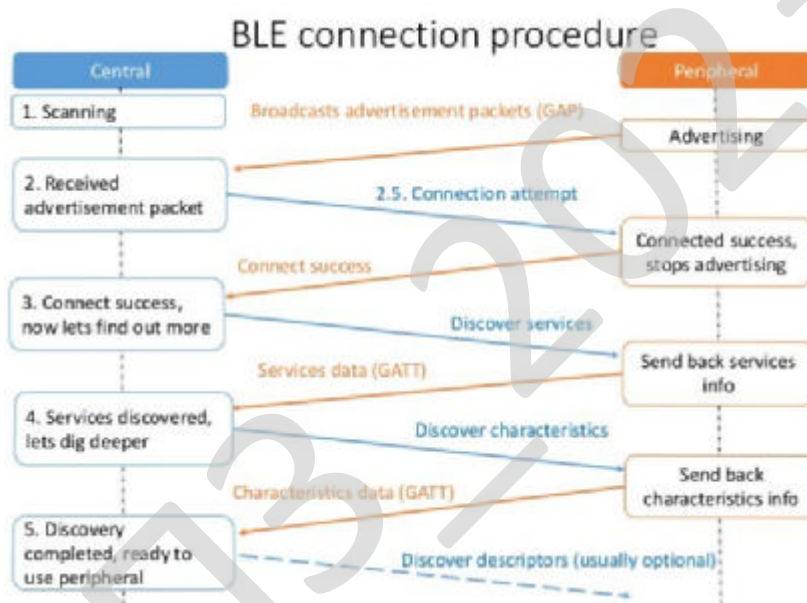 BLE connection procedure
Central
Peripheral
1. Scanning
Broadcasts advertisement packets (GAP)
Advertising
2. Received
advertisement packet
2.5. Connection attempt
Connected success,
stops advertising
Connect success
3. Connect success,
now lets find out more
Discover services
Send back services
info
Services data (GATT)
4. Services discovered,
lets dig deeper
Discover characteristics
Send back
characteristics info
Characteristics data (GATT)
5. Discovery
completed, ready to
use peripheral
Discover descriptors (usually optional)